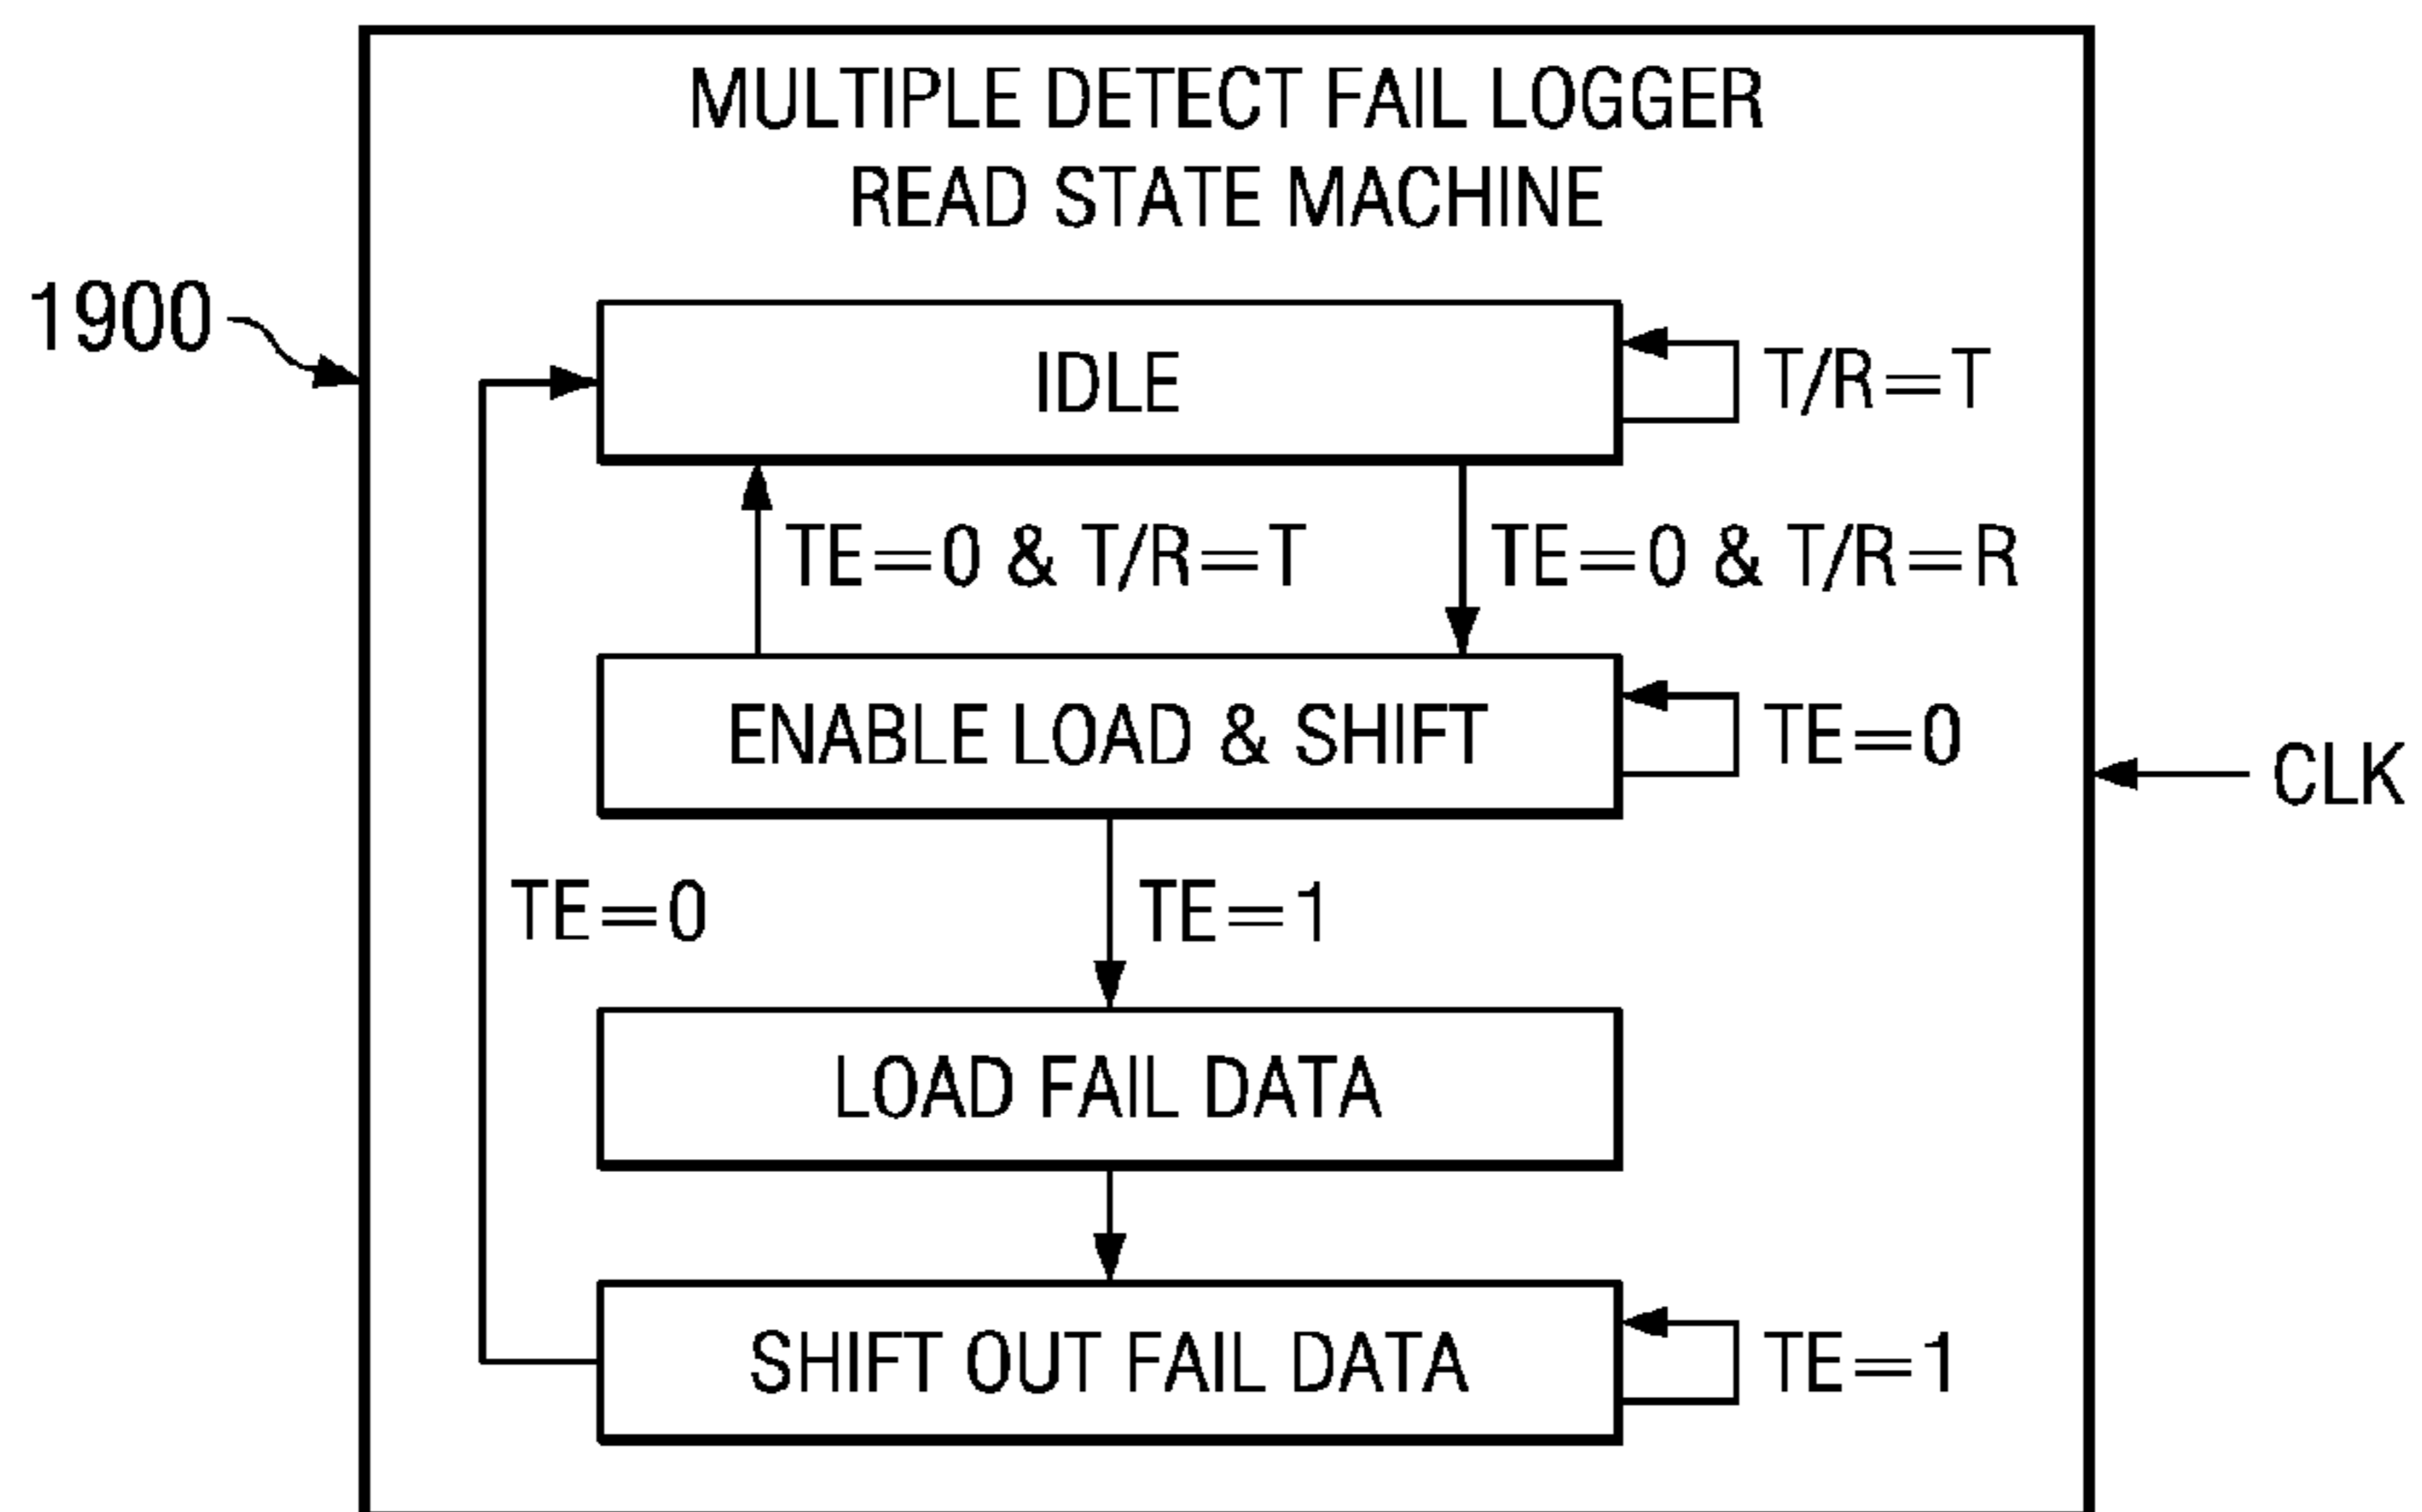 MULTIPLE DETECT FAIL LOGGER
READ STATE MACHINE
1900
IDLE
T/R=T
TE=0 & T/R=T
TE=0 & T/R=R
ENABLE LOAD & SHIFT
TE=0
CLK
TE=0
TE=1
LOAD FAIL DATA
SHIFT OUT FAIL DATA
TE=1